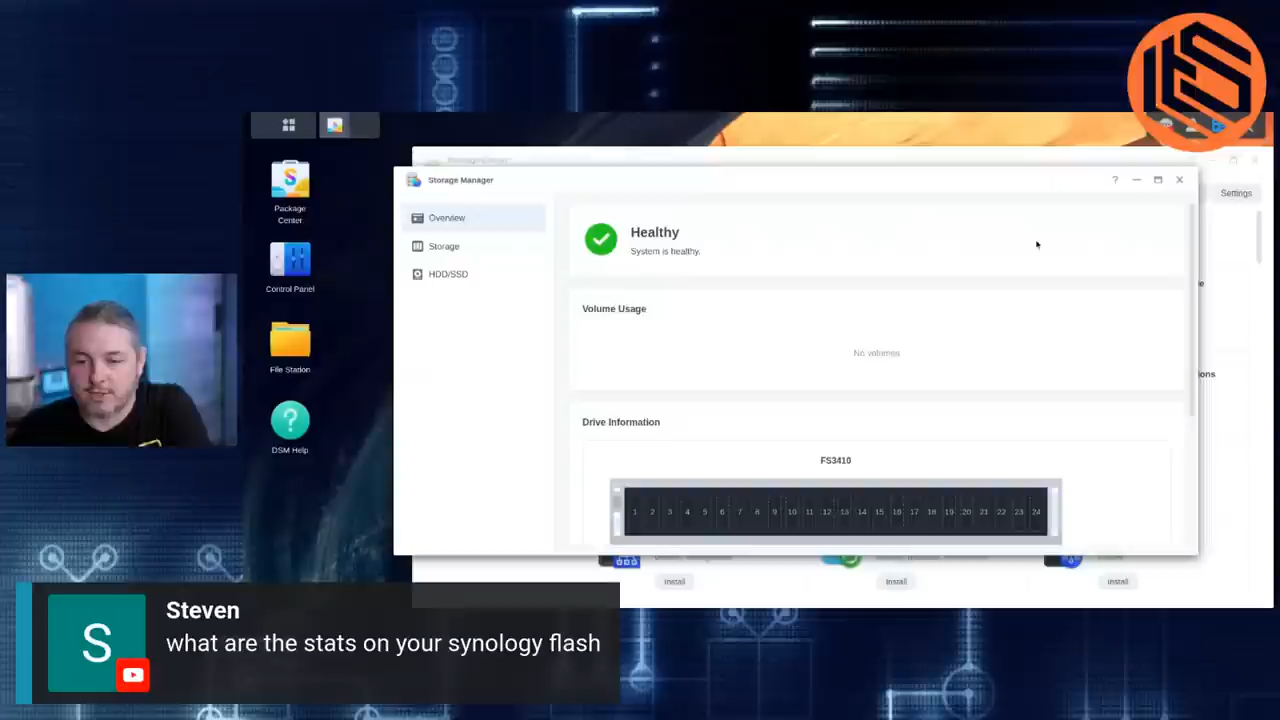 Package
Center
Control Panel
File Station
DSM Help
Storage Manager
?
Settings
Overview
Storage
HDD/SSD
Healthy
System is healthy.
Volume Usage
No volumes
Drive Information
FS3410
1 2 3 4 5 6 7 8 9 10 11 12 13 14 15 16 17 18 19 20 21 22 23 24
ons
Install
Install
Install
S
Steven
what are the stats on your synology flash